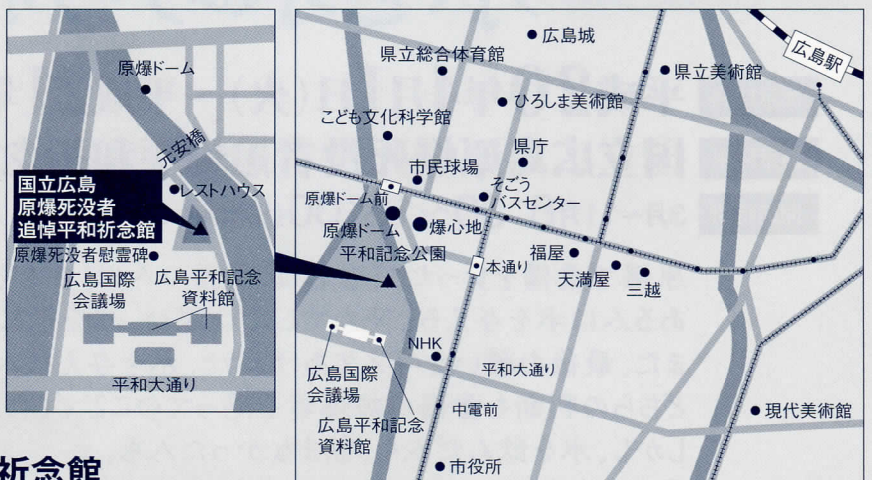 原爆ドーム
元安橋
レストハウス
国立広島
原爆死没者
追悼平和祈念館
原爆死没者慰霊碑
広島国際
会議場
広島平和記念
資料館
平和大通り
広島城
広島駅
県立総合体育館
県立美術館
ひろしま美術館
こども文化科学館
県庁
市民球場
そごう
バスセンター
原爆ドーム前
原爆ドーム
爆心地
平和記念公園
本通り
福屋
天満屋
三越
NHK
平和大通り
広島国際
会議場
中電前
広島平和記念
資料館
現代美術館
市役所
祈念館